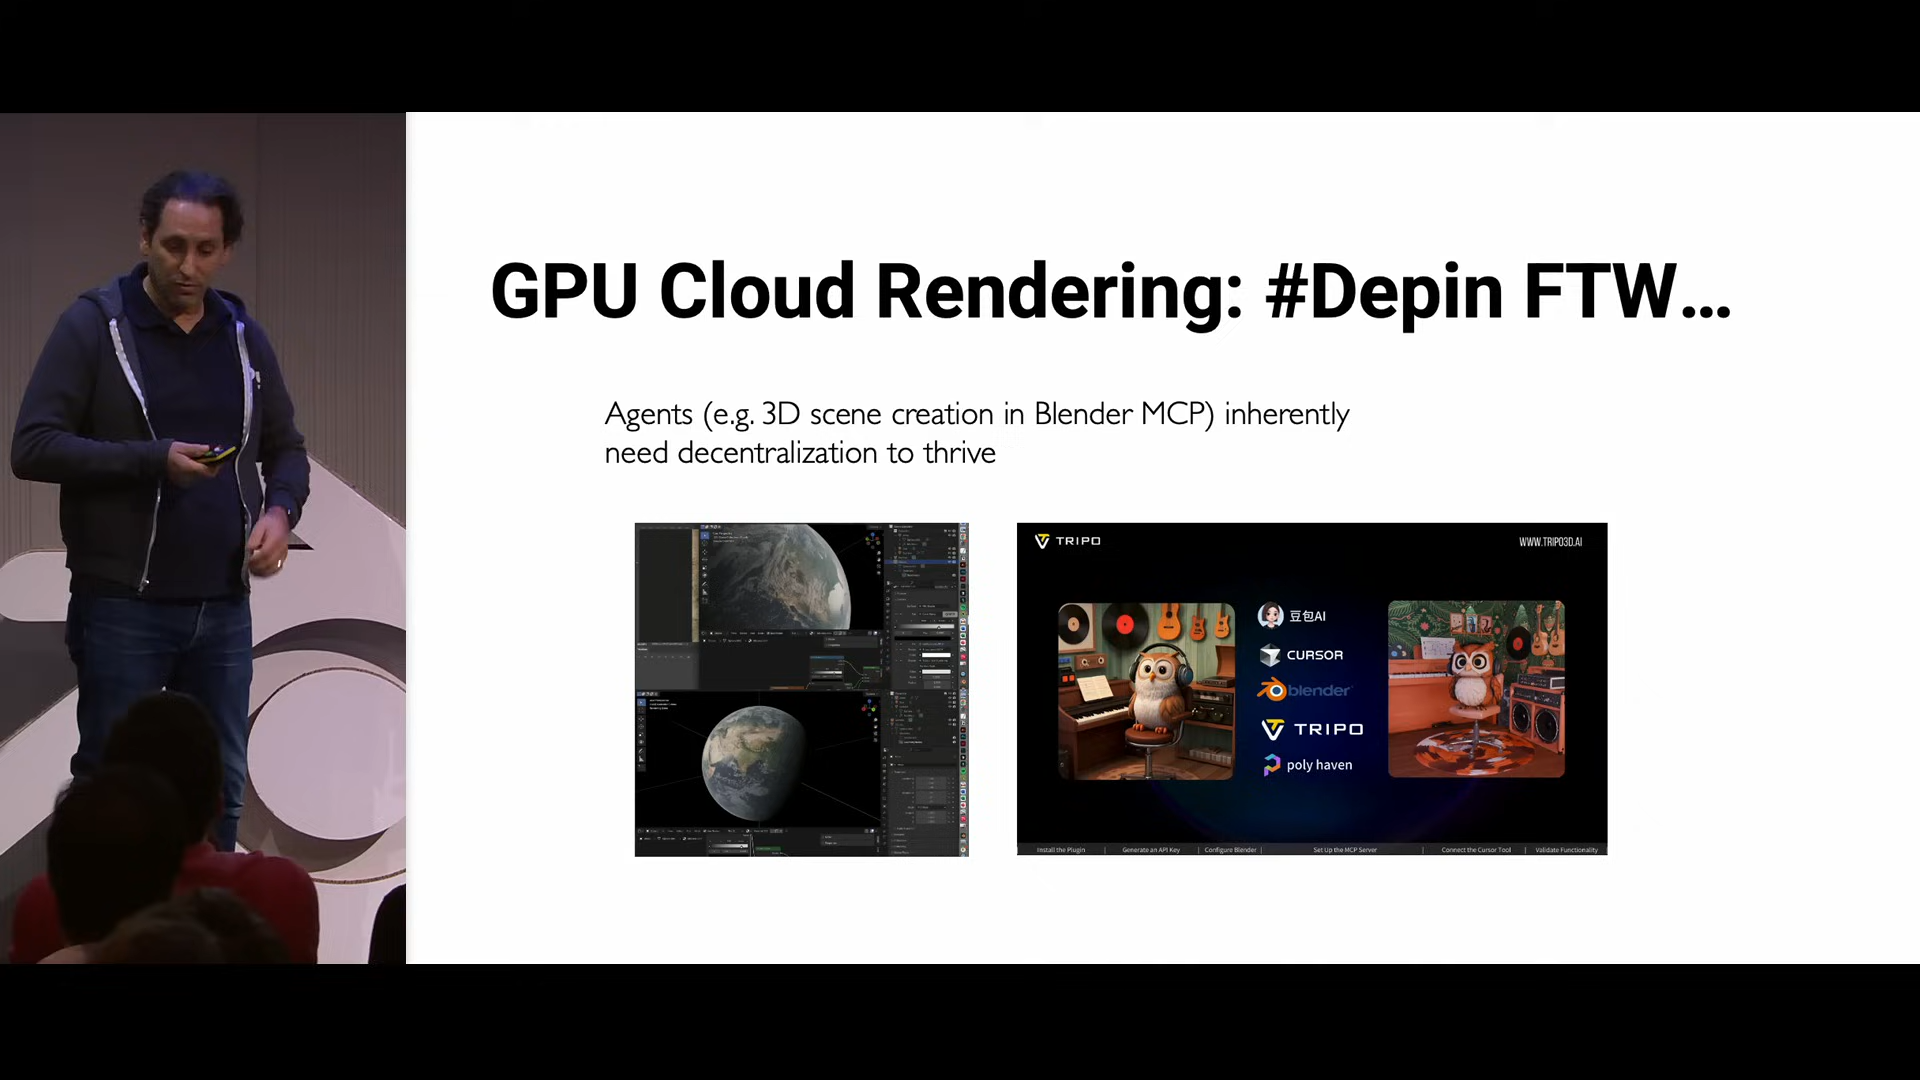 GPU Cloud Rendering: #Depin FTW...
Agents (e.g. 3D scene creation in Blender MCP) inherently
need decentralization to thrive
TRIPO
WWW.TRIPO3D.AI
豆包AI
CURSOR
blender
TRIPO
poly haven
Install the Plugin | Generate an API Key | Configure Blender | Set Up the MCP Server | Connect the Cursor Tool | Validate Functionality